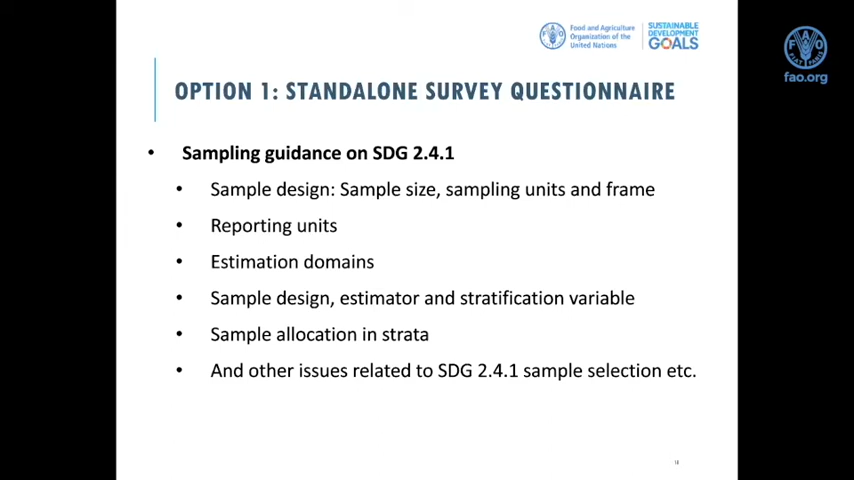 Food and Agriculture
Organization of the
United Nations
SUSTAINABLE
DEVELOPMENT
GOALS
fao.org
OPTION 1: STANDALONE SURVEY QUESTIONNAIRE
• Sampling guidance on SDG 2.4.1
• Sample design: Sample size, sampling units and frame
• Reporting units
• Estimation domains
• Sample design, estimator and stratification variable
• Sample allocation in strata
• And other issues related to SDG 2.4.1 sample selection etc.